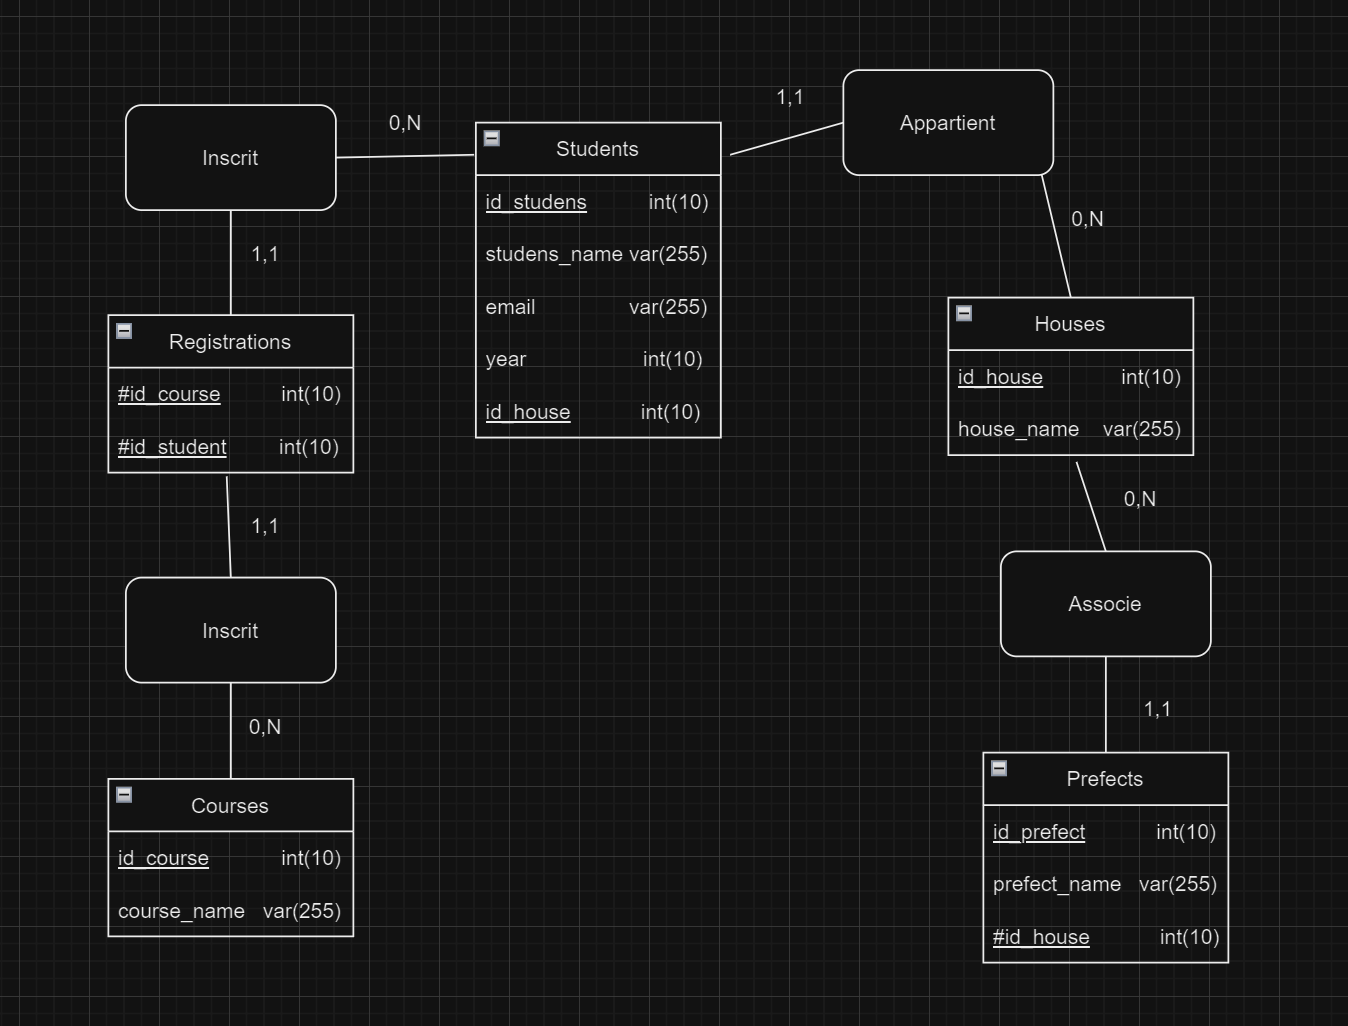 Inscrit
0,N
1,1
Registrations
#id_course int(10)
#id_student int(10)
1,1
Inscrit
0,N
Courses
id_course int(10)
course_name var(255)
Students
id_studens int(10)
studens_name var(255)
email var(255)
year int(10)
id_house int(10)
1,1
Appartient
0,N
Houses
id_house int(10)
house_name var(255)
0,N
Associe
1,1
Prefects
id_prefect int(10)
prefect_name var(255)
#id_house int(10)